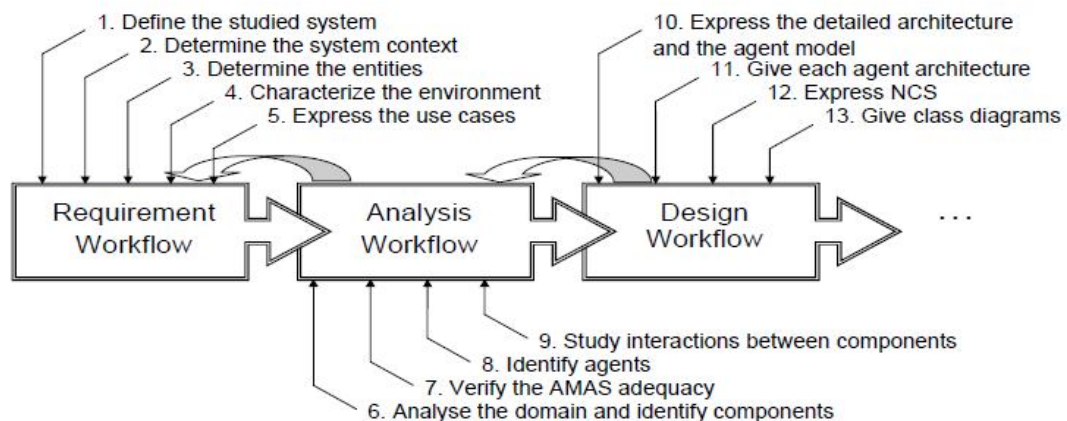 1. Define the studied system
2. Determine the system context
3. Determine the entities
4. Characterize the environment
5. Express the use cases
10. Express the detailed architecture
and the agent model
11. Give each agent architecture
12. Express NCS
13. Give class diagrams
Requirement
Workflow
Analysis
Workflow
Design
Workflow
...
9. Study interactions between components
8. Identify agents
7. Verify the AMAS adequacy
6. Analyse the domain and identify components